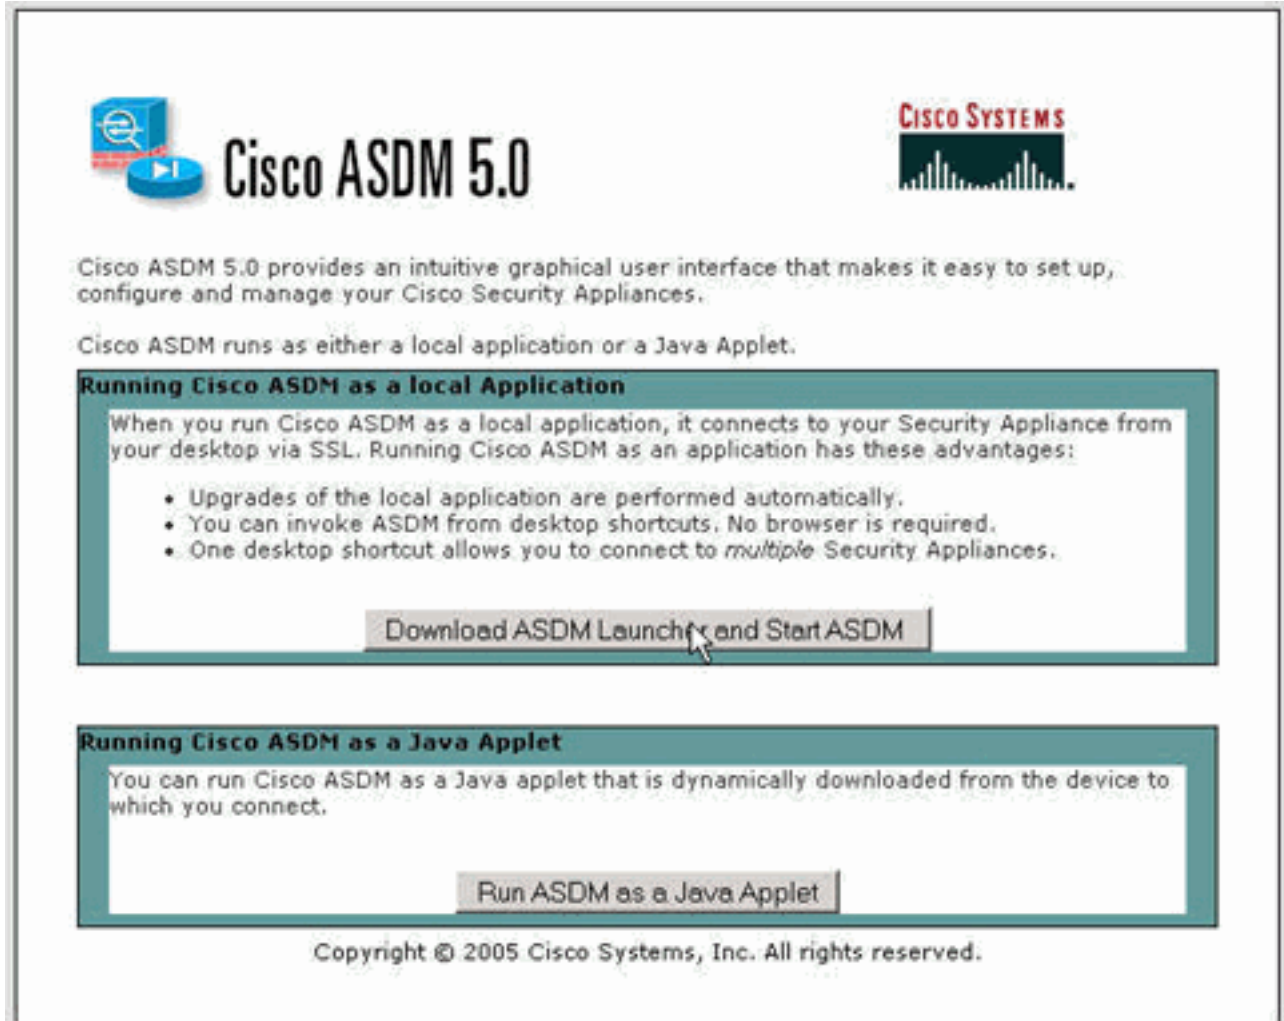 Cisco ASDM 5.0
CISCO SYSTEMS
Cisco ASDM 5.0 provides an intuitive graphical user interface that makes it easy to set up,
configure and manage your Cisco Security Appliances.
Cisco ASDM runs as either a local application or a Java Applet.
Running Cisco ASDM as a local Application
When you run Cisco ASDM as a local application, it connects to your Security Appliance from
your desktop via SSL. Running Cisco ASDM as an application has these advantages:
• Upgrades of the local application are performed automatically.
• You can invoke ASDM from desktop shortcuts. No browser is required.
• One desktop shortcut allows you to connect to multiple Security Appliances.
Download ASDM Launcher and Start ASDM
Running Cisco ASDM as a Java Applet
You can run Cisco ASDM as a Java applet that is dynamically downloaded from the device to
which you connect.
Run ASDM as a Java Applet
Copyright © 2005 Cisco Systems, Inc. All rights reserved.